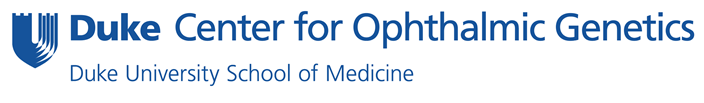 Duke Center for Ophthalmic Genetics
Duke University School of Medicine